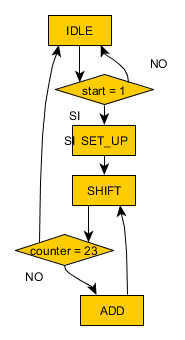 IDLE
NO
start = 1
SI
SI
SET_UP
SHIFT
counter = 23
NO
ADD